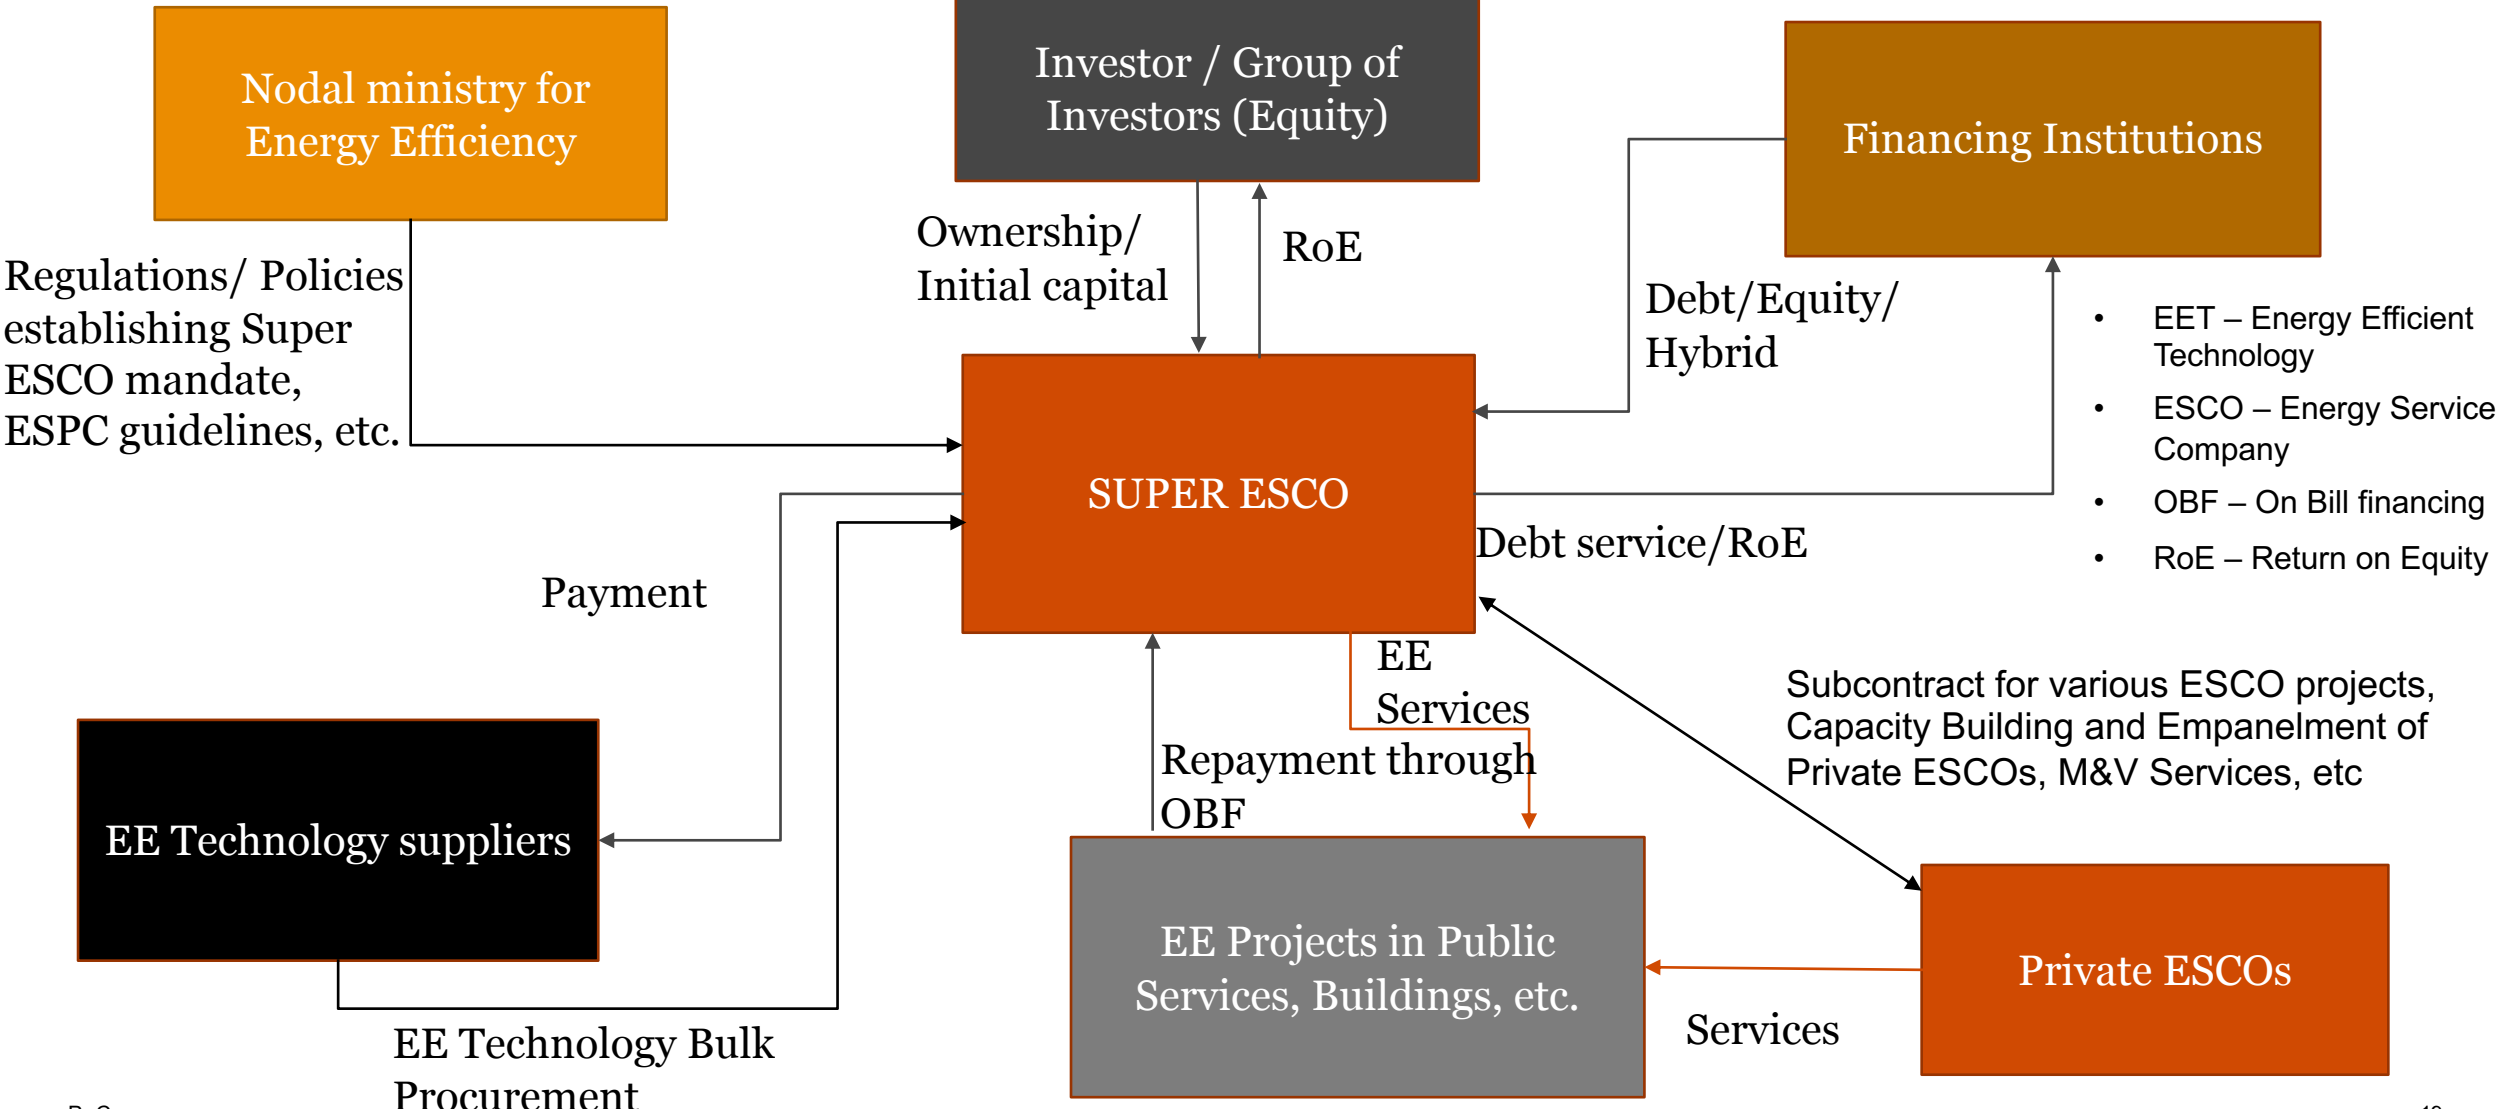 Nodal ministry for
Energy Efficiency
Investor / Group of
Investors (Equity)
Financing Institutions
Regulations/ Policies
establishing Super
ESCO mandate,
ESPC guidelines, etc.
Ownership/
Initial capital
RoE
Debt/Equity/
Hybrid
• EET – Energy Efficient
Technology
• ESCO – Energy Service
Company
• OBF – On Bill financing
• RoE – Return on Equity
SUPER ESCO
Debt service/RoE
Payment
EE
Services
Repayment through
OBF
Subcontract for various ESCO projects,
Capacity Building and Empanelment of
Private ESCOs, M&V Services, etc
EE Technology suppliers
EE Projects in Public
Services, Buildings, etc.
Private ESCOs
Services
EE Technology Bulk
Procurement